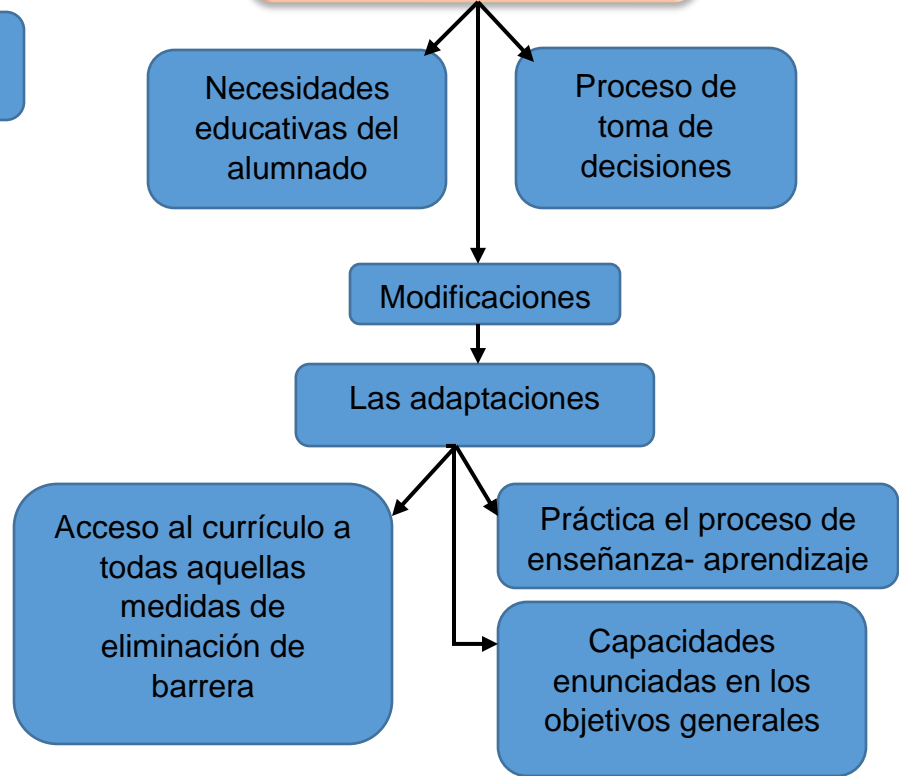 Necesidades
educativas del
alumnado
Proceso de
toma de
decisiones
Modificaciones
Las adaptaciones
Acceso al currículo a
todas aquellas
medidas de
eliminación de
barrera
Práctica el proceso de
enseñanza- aprendizaje
Capacidades
enunciadas en los
objetivos generales